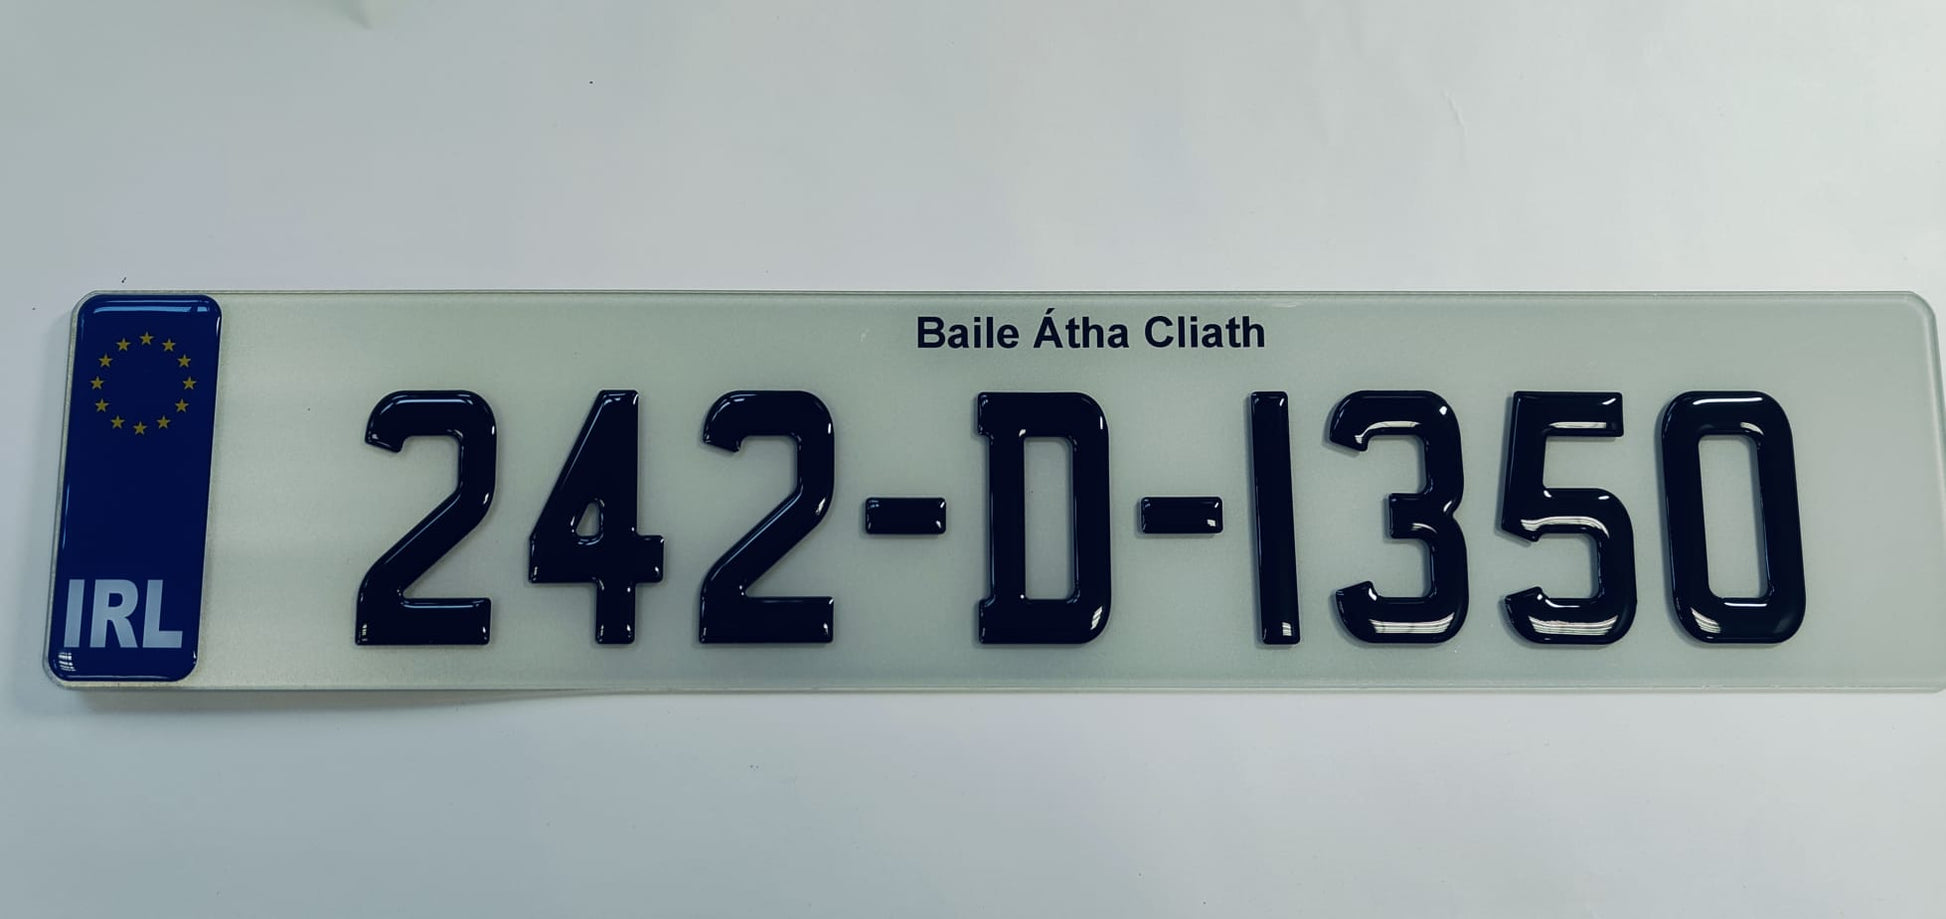 Baile Átha Cliath
IRL
242-D-1350